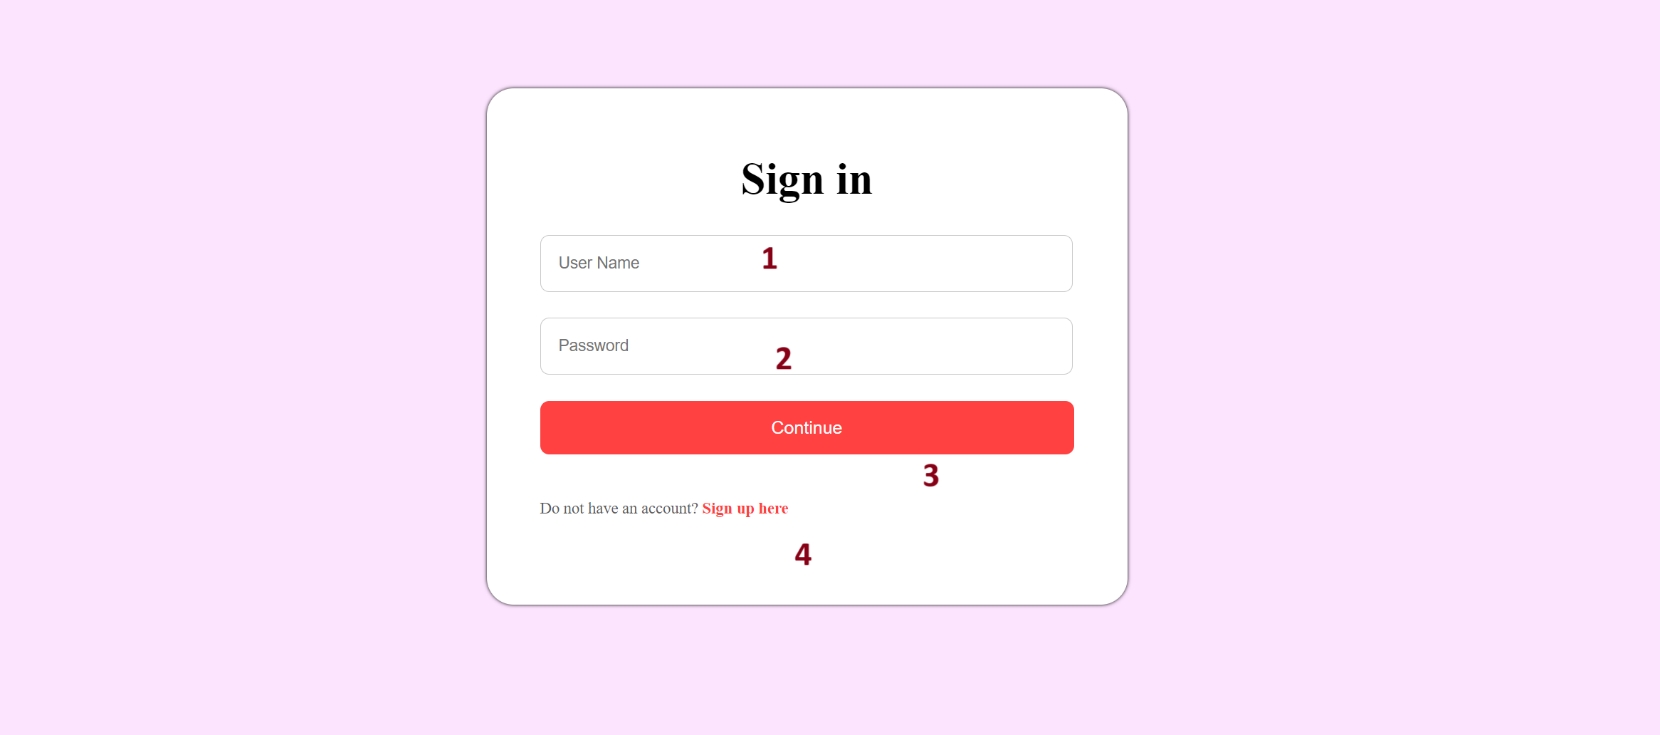 Sign in
User Name 1
Password 2
Continue
3
Do not have an account? Sign up here
4